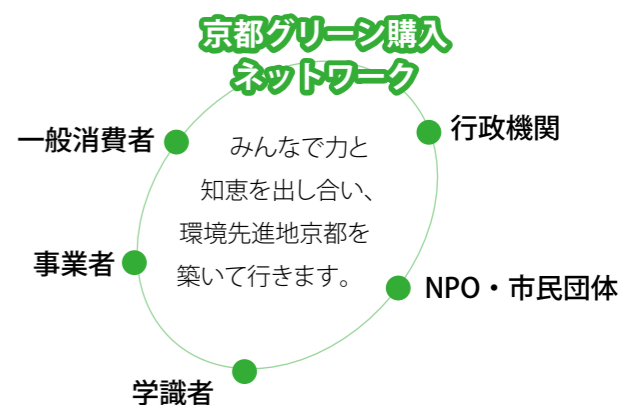 京都グリーン購入
ネットワーク
一般消費者
行政機関
みんなで力と
知恵を出し合い、
環境先進地京都を
築いて行きます。
事業者
NPO・市民団体
学識者